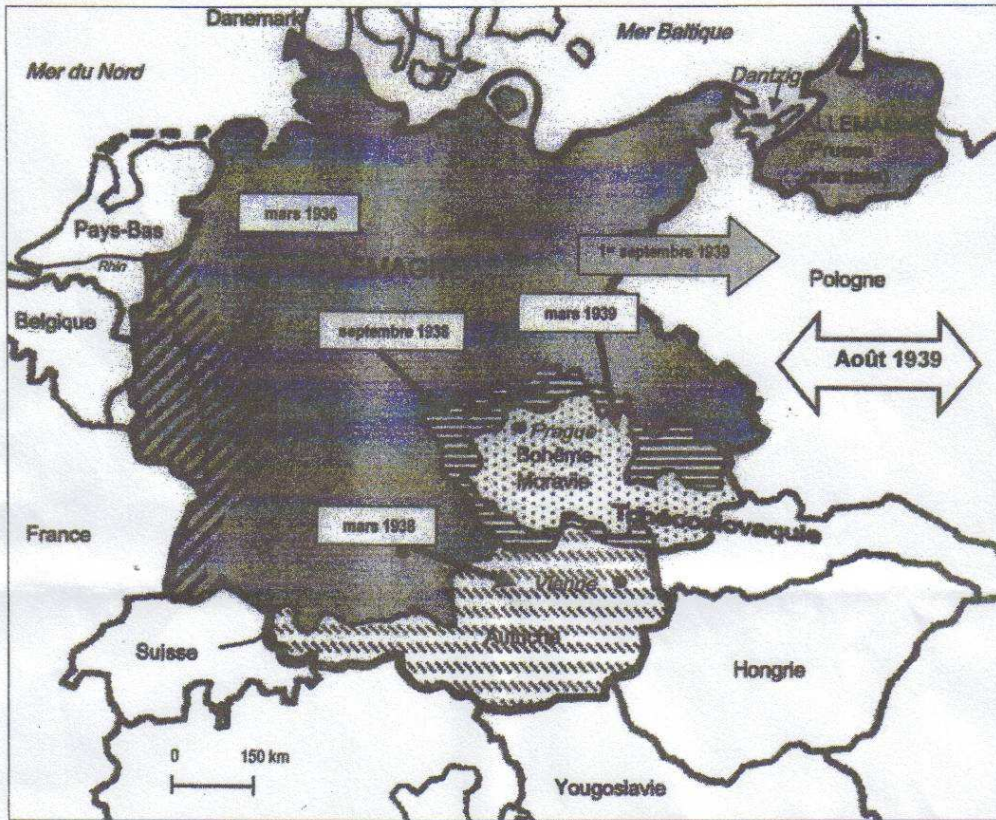 Danemark
Mer du Nord
Mer Baltique
Dantzig
mars 1936
Pays-Bas
Rhin
1er septembre 1939
Pologne
Belgique
septembre 1938
mars 1939
Août 1939
Prague
Bohême-
Moravie
France
mars 1938
Vienne
Autriche
Suisse
Hongrie
0 150 km
Yougoslavie